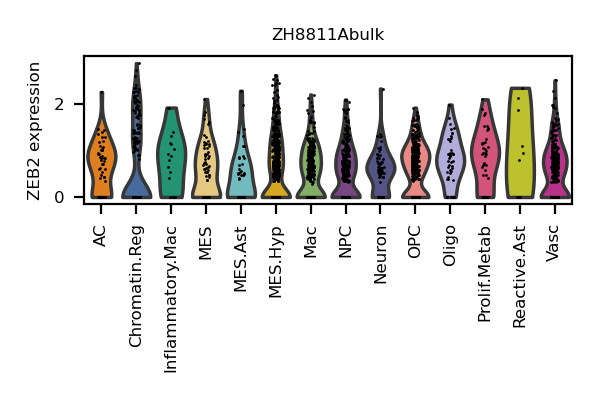 ZH8811Abulk
ZEB2 expression
2
0
AC
Chromatin.Reg
Inflammatory.Mac
MES
MES.Ast
MES.Hyp
Mac
NPC
Neuron
OPC
Oligo
Prolif.Metab
Reactive.Ast
Vasc